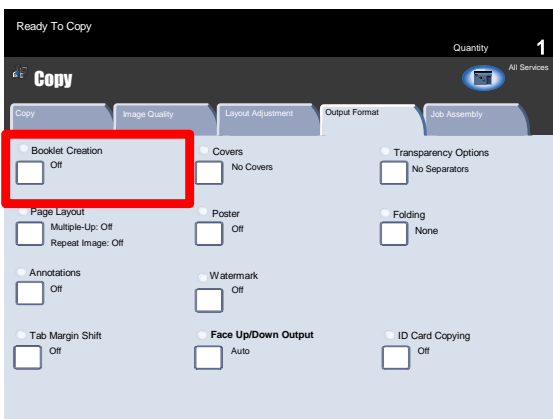 Ready To Copy
Quantity 1
Copy
All Services
Copy Image Quality Layout Adjustment Output Format Job Assembly
Booklet Creation
Off
Covers
No Covers
Transparency Options
No Separators
Page Layout
Multiple-Up: Off
Repeat Image: Off
Poster
Off
Folding
None
Annotations
Off
Watermark
Off
Tab Margin Shift
Off
Face Up/Down Output
Auto
ID Card Copying
Off